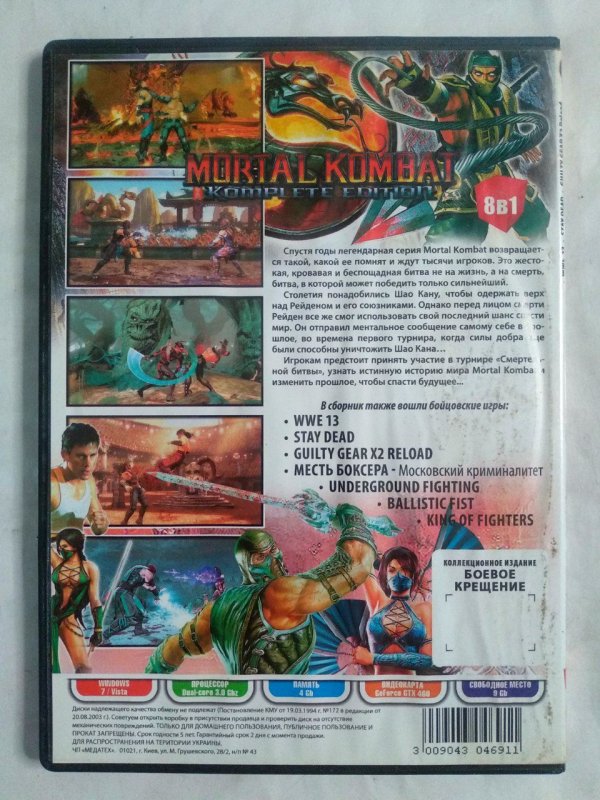 MORTAL KOMBAT
KOMPLETE EDITION
8 В 1
Спустя годы легендарная серия Mortal Kombat возвращает-
ся такой, какой ее помнят и ждут тысячи игроков. Это жесто-
кая, кровавая и беспощадная битва не на жизнь, а на смерть,
битва, в которой может победить только сильнейший.
Столетия понадобились Шао Кану, чтобы одержать верх
над Рейденом и его союзниками. Однако перед лицом смерти
Рейден все же смог использовать свой последний шанс спасти
мир. Он отправил ментальное сообщение самому себе в про-
шлое, во времена первого турнира, когда силы добра еще
были способны уничтожить Шао Кана...
Игрокам предстоит принять участие в турнире «Смертель-
ной битвы», узнать истинную историю мира Mortal Kombat и
изменить прошлое, чтобы спасти будущее...
В сборник также вошли бойцовские игры:
• WWE 13
• STAY DEAD
• GUILTY GEAR X2 RELOAD
• МЕСТЬ БОКСЕРА - Московский криминалитет
• UNDERGROUND FIGHTING
• BALLISTIC FIST
• KING OF FIGHTERS
КОЛЛЕКЦИОННОЕ ИЗДАНИЕ
БОЕВОЕ
КРЕЩЕНИЕ
WINDOWS
7 / Vista
ПРОЦЕССОР
Dual-core 3.0 Ghz
ПАМЯТЬ
4 Gb
ВИДЕОКАРТА
GeForce GTX 460
СВОБОДНОЕ МЕСТО
9 Gb
Диски надлежащего качества обмену не подлежат (Постановление КМУ от 19.03.1994 г. №172 в редакции от
20.08.2003 г.). Советуем открыть коробку в присутствии продавца и проверить диск на отсутствие
механических повреждений. ТОЛЬКО ДЛЯ ДОМАШНЕГО ПОЛЬЗОВАНИЯ, ПУБЛИЧНОЕ ПОЛЬЗОВАНИЕ И
ПРОКАТ ЗАПРЕЩЕНЫ. Срок годности 5 лет. Гарантийный срок 2 дня с момента продажи.
ДЛЯ РАСПРОСТРАНЕНИЯ НА ТЕРИТОРИИ УКРАИНЫ.
ЧП «МЕДАТЕХ». 01021, г. Киев, ул. М. Грушевского, 28/2, н/п № 43
3 009043 046911